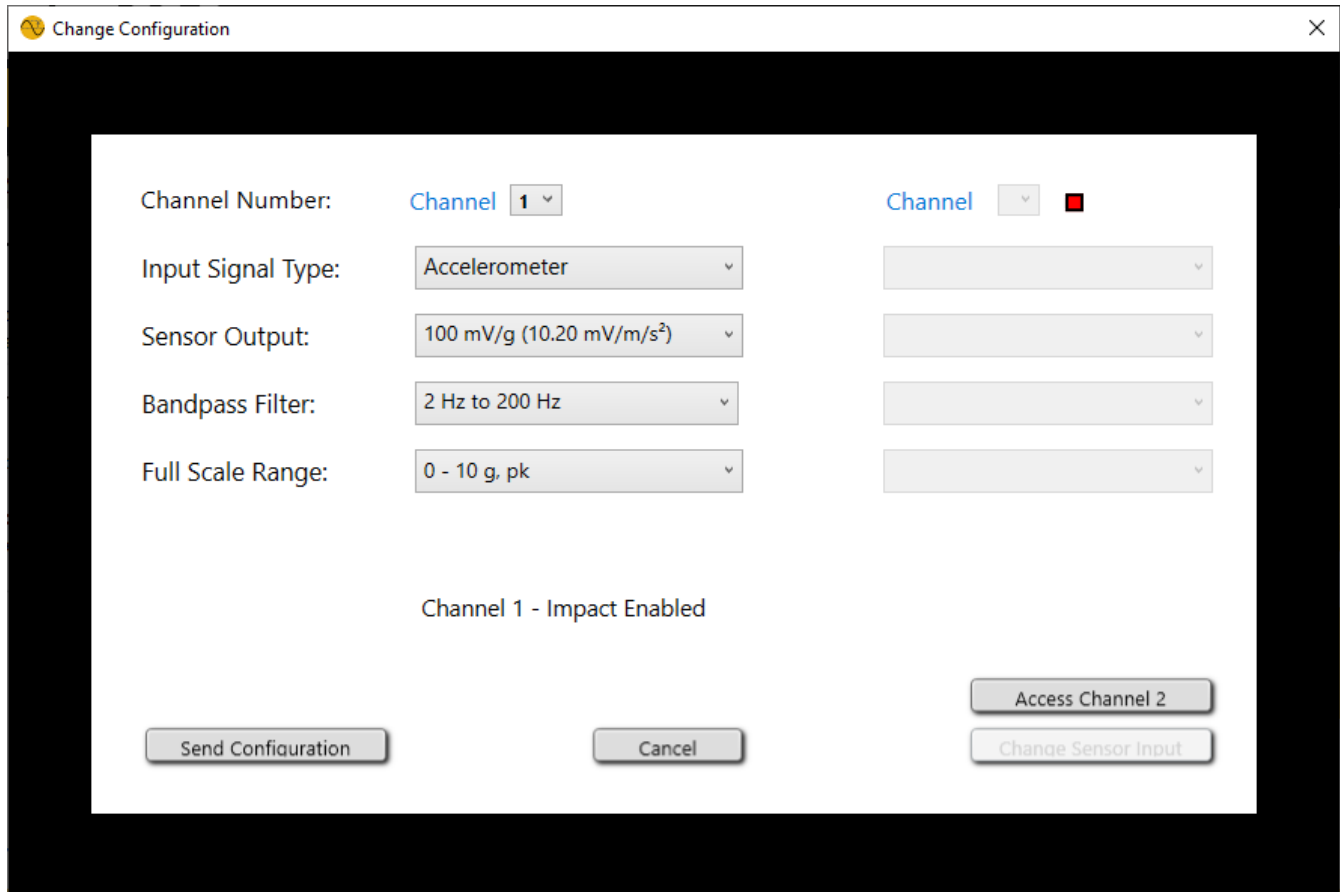 Change Configuration
Channel Number: Channel 1 Channel
Input Signal Type: Accelerometer
Sensor Output: 100 mV/g (10.20 mV/m/s²)
Bandpass Filter: 2 Hz to 200 Hz
Full Scale Range: 0 - 10 g, pk
Channel 1 - Impact Enabled
Access Channel 2
Send Configuration Cancel Change Sensor Input